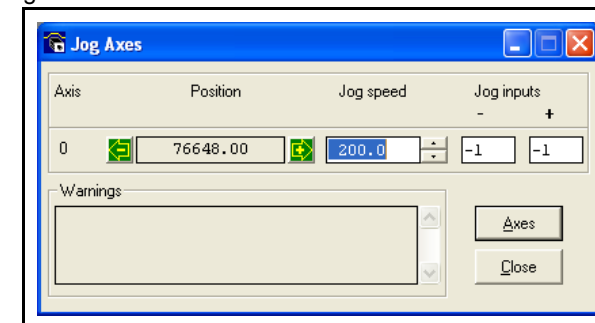 Jog Axes
Axis Position Jog speed Jog inputs
- +
0 76648.00 200.0 -1 -1
Warnings
Axes
Close